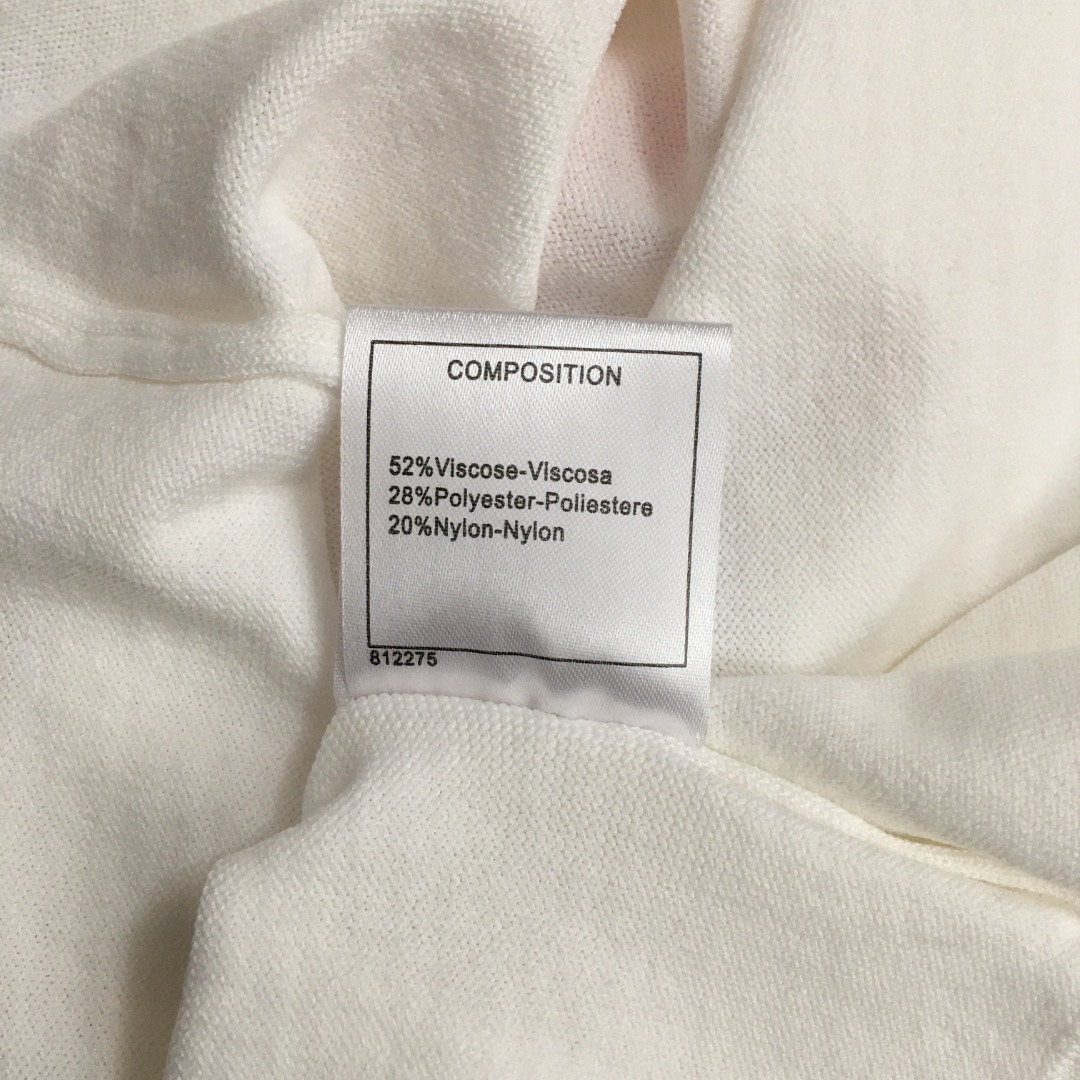 COMPOSITION
52%Viscose-Viscosa
28%Polyester-Poliestere
20%Nylon-Nylon
812275